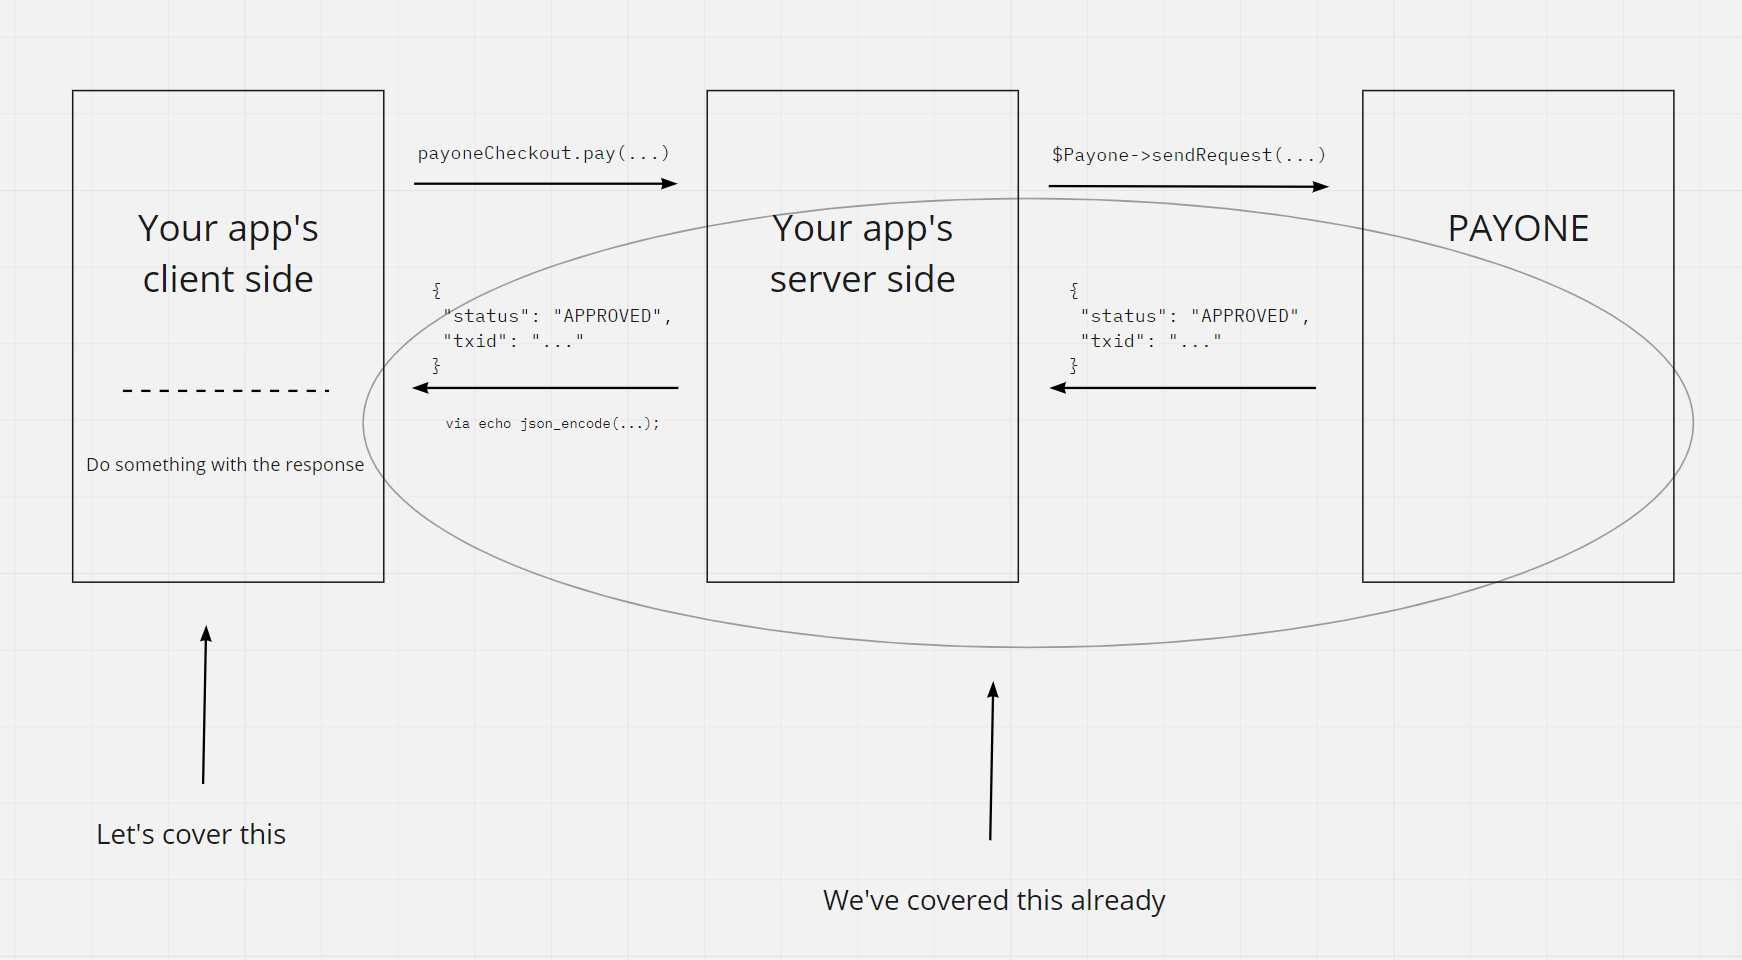 payoneCheckout.pay(...)
$Payone->sendRequest(...)
Your app's
client side
Your app's
server side
PAYONE
{
"status": "APPROVED",
"txid": "..."
}
{
"status": "APPROVED",
"txid": "..."
}
via echo json_encode(...);
Do something with the response
Let's cover this
We've covered this already